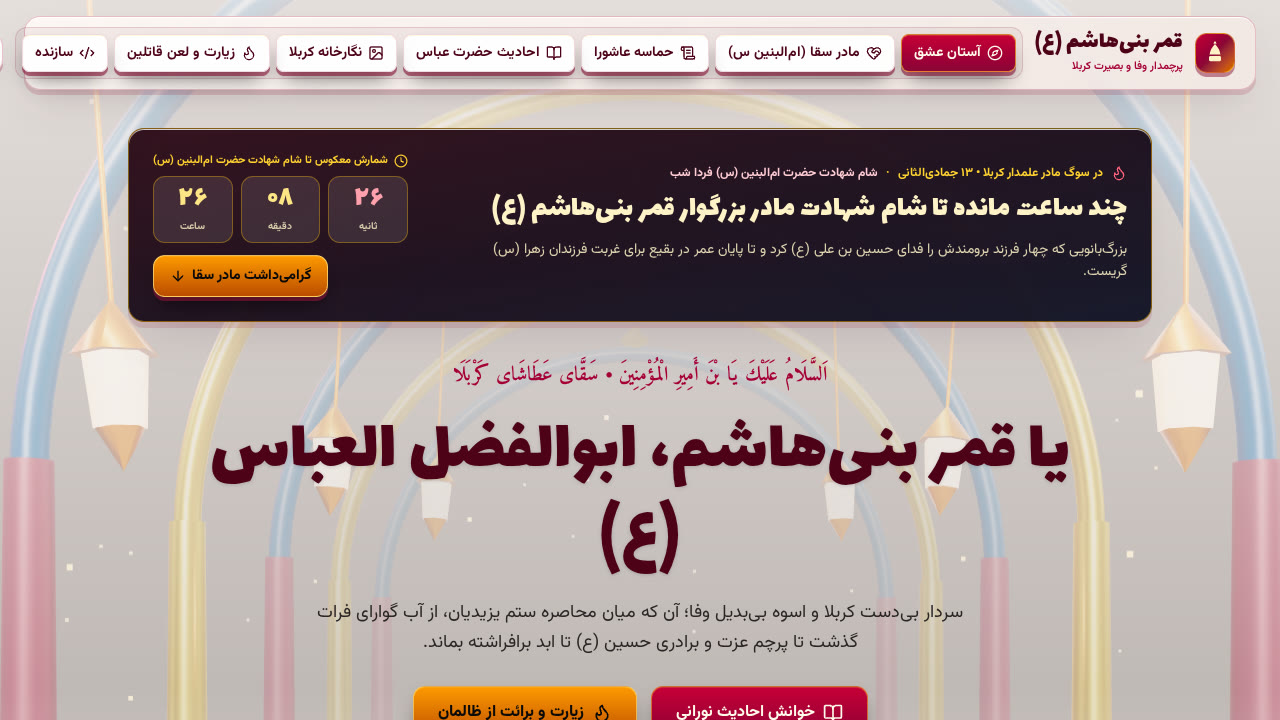 قمر بنی‌هاشم (ع)
پرچمدار وفا و بصیرت کربلا
آستان عشق
مادر سقا (ام‌البنین س)
حماسه عاشورا
احادیث حضرت عباس
نگارخانه کربلا
زیارت و لعن قاتلین
سازنده
در سوگ مادر علمدار کربلا • ۱۳ جمادی‌الثانی · شام شهادت حضرت ام‌البنین (س) فردا شب
چند ساعت مانده تا شام شهادت مادر بزرگوار قمر بنی‌هاشم (ع)
بزرگ‌بانویی که چهار فرزند برومندش را فدای حسین بن علی (ع) کرد و تا پایان عمر در بقیع برای غربت فرزندان زهرا (س)
گریست.
شمارش معکوس تا شام شهادت حضرت ام‌البنین (س)
۲۶ ۰۸ ۲۶
ثانیه دقیقه ساعت
گرامی‌داشت مادر سقا
اَلسَّلَامُ عَلَيْكَ يَا بْنَ أَمِيرِ الْمُؤْمِنِينَ • سَقَّای عَطَاشَای كَرْبَلَا
یا قمر بنی‌هاشم، ابوالفضل العباس
(ع)
سردار بی‌دست کربلا و اسوه بی‌بدیل وفا؛ آن که میان محاصره ستم یزیدیان، از آب گوارای فرات
گذشت تا پرچم عزت و برادری حسین (ع) تا ابد برافراشته بماند.
خوانش احادیث نورانی
زیارت و برائت از ظالمان